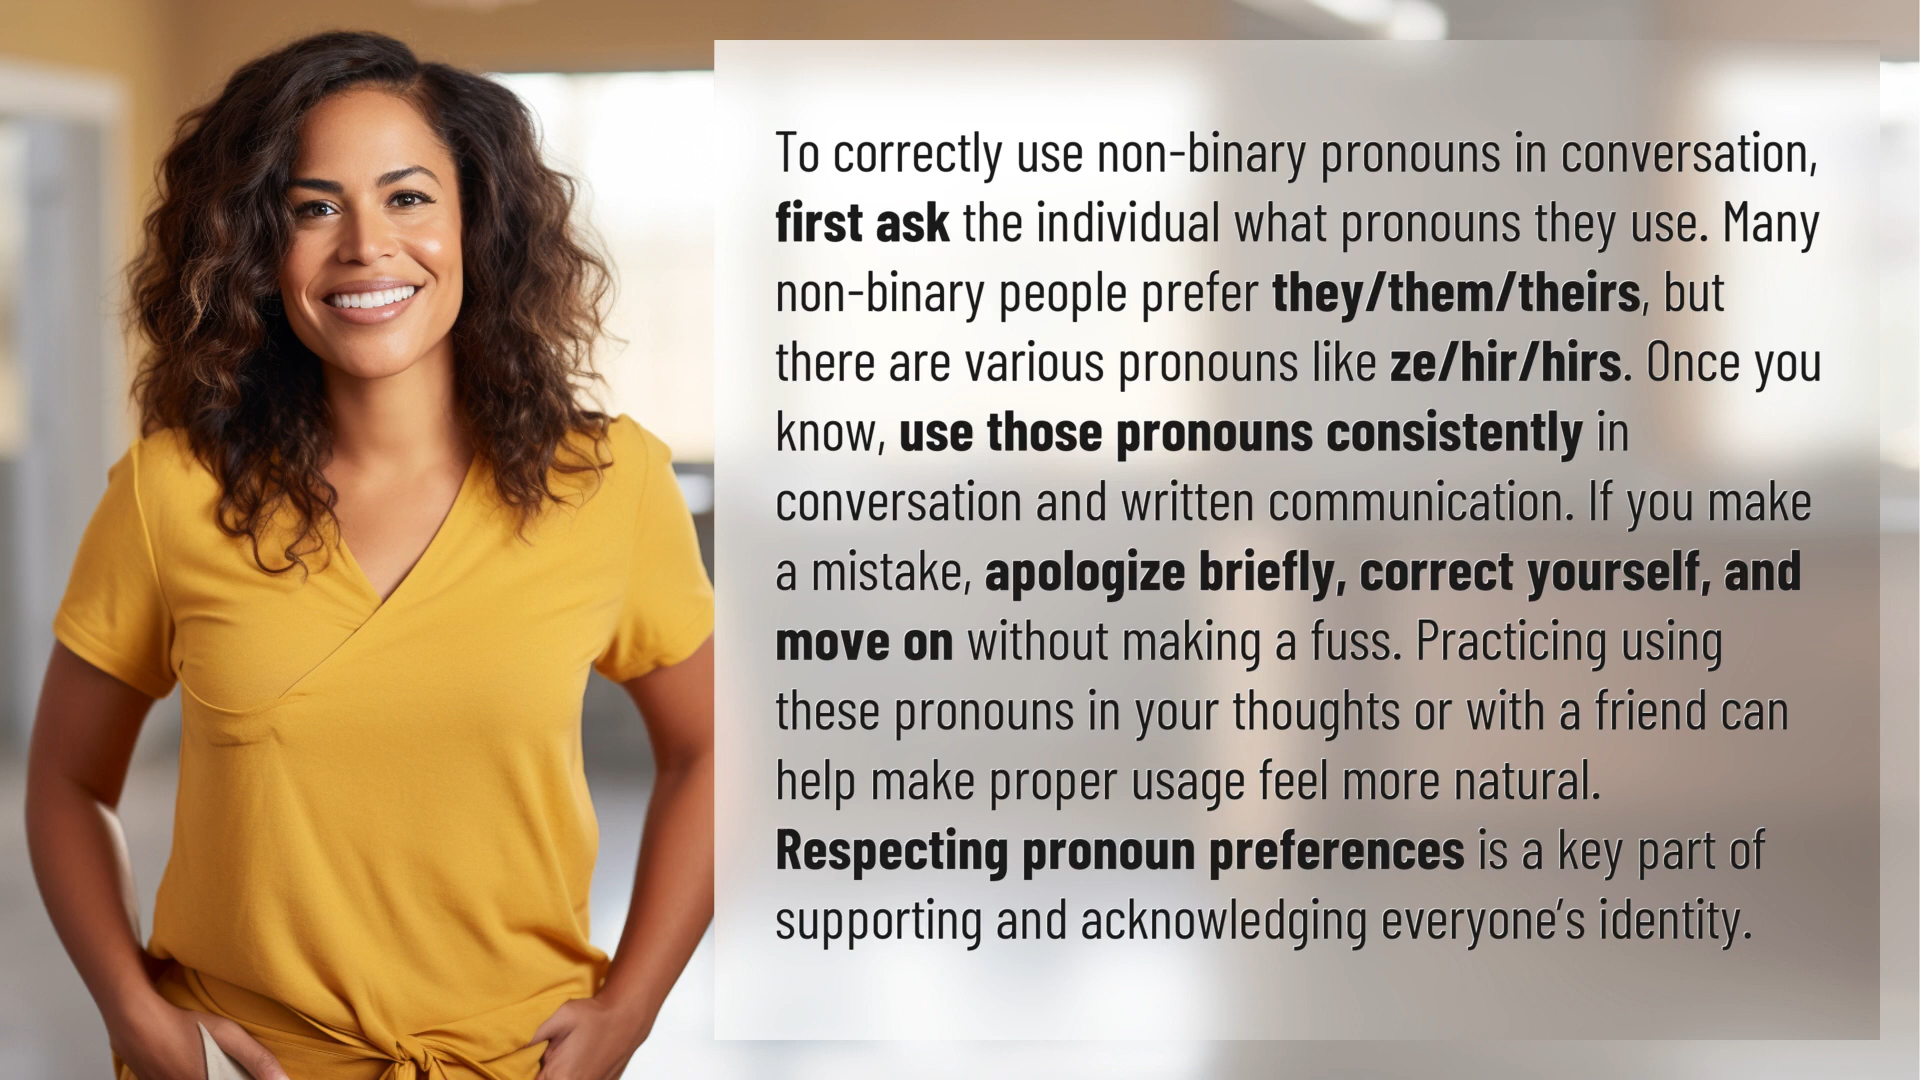 To correctly use non-binary pronouns in conversation,
first ask the individual what pronouns they use. Many
non-binary people prefer they/them/theirs, but
there are various pronouns like ze/hir/hirs. Once you
know, use those pronouns consistently in
conversation and written communication. If you make
a mistake, apologize briefly, correct yourself, and
move on without making a fuss. Practicing using
these pronouns in your thoughts or with a friend can
help make proper usage feel more natural.
Respecting pronoun preferences is a key part of
supporting and acknowledging everyone’s identity.